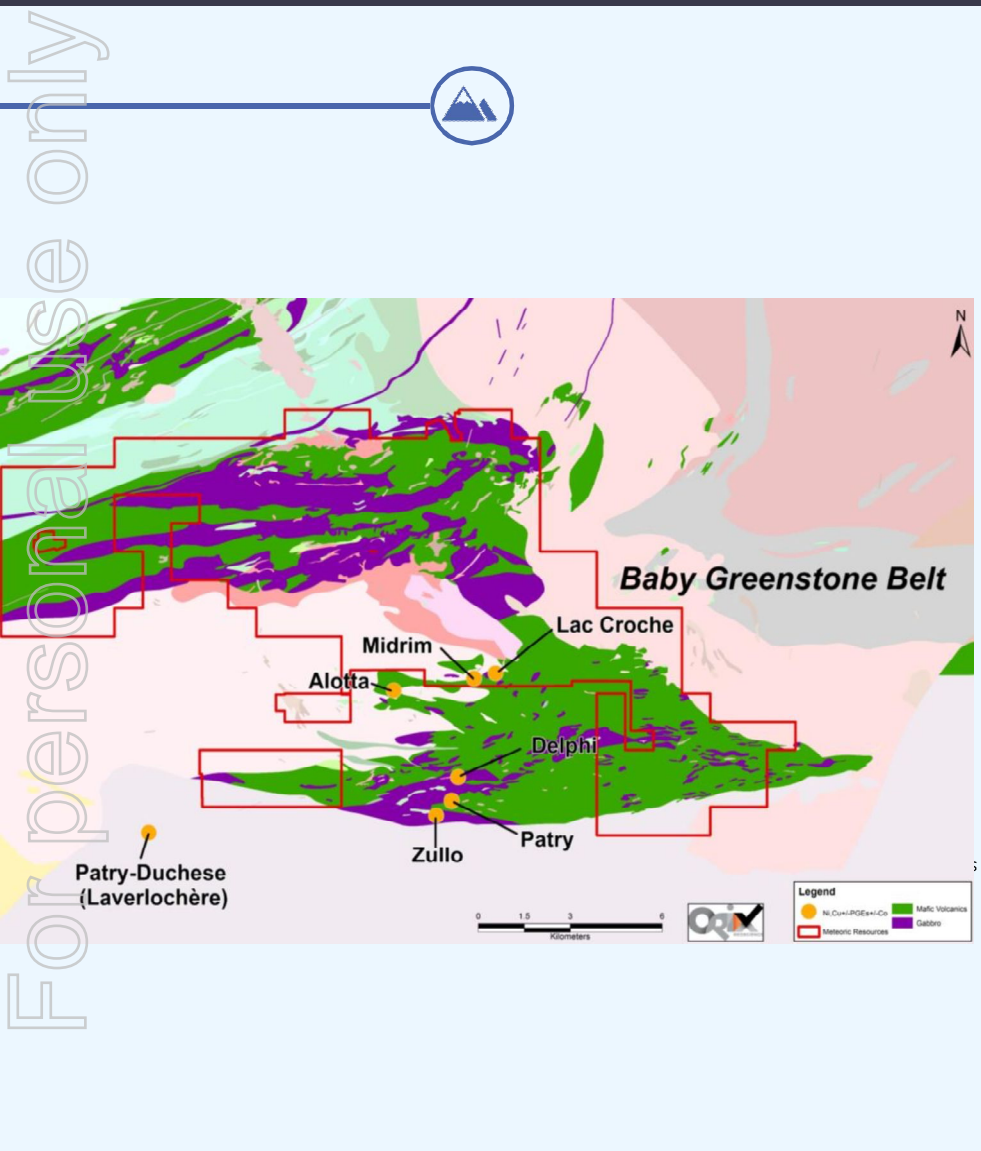 For personal use only
N
Baby Greenstone Belt
Lac Croche
Midrim
Alotta
Delphi
Patry
Zullo
Patry-Duchese
(Laverlochère)
s
Legend
Ni,Cu+/-PGEs+/-Co
Mafic Volcanics
Meteoric Resources
Gabbro
0 1.5 3 6
Kilometers
Orix